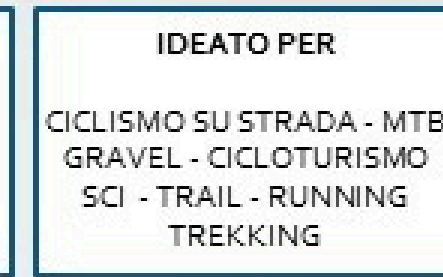 IDEATO PER
CICLISMO SU STRADA - MTB
GRAVEL - CICLOTURISMO
SCI - TRAIL - RUNNING
TREKKING